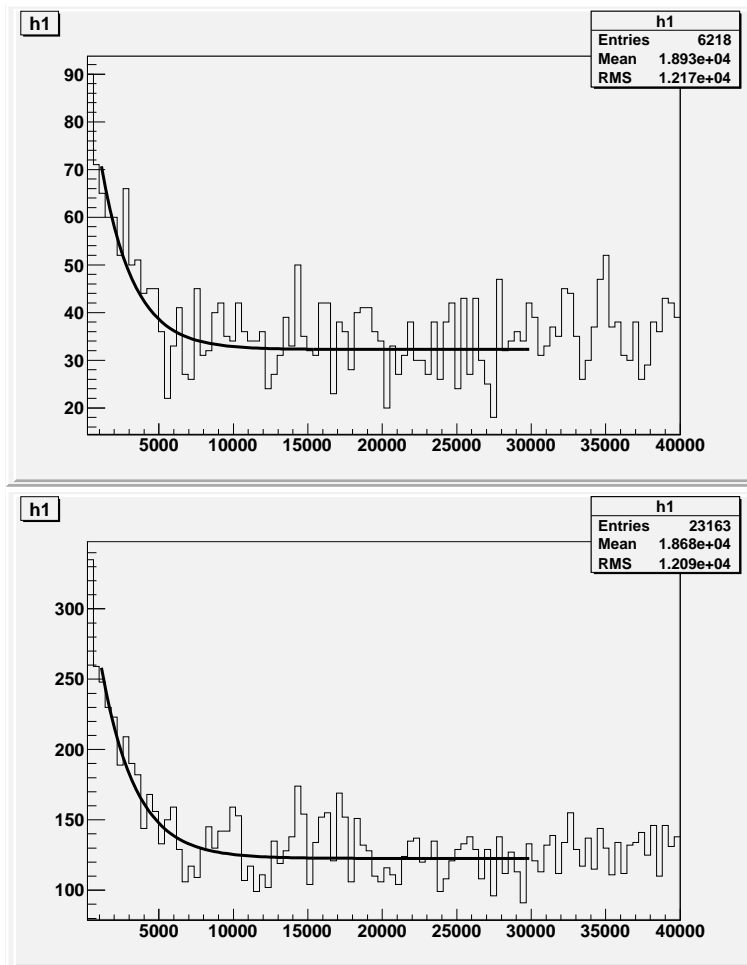 h1
h1
Entries 6218
Mean 1.893e+04
RMS 1.217e+04
90
80
70
60
50
40
30
20
5000 10000 15000 20000 25000 30000 35000 40000
h1
h1
Entries 23163
Mean 1.868e+04
RMS 1.209e+04
300
250
200
150
100
5000 10000 15000 20000 25000 30000 35000 40000